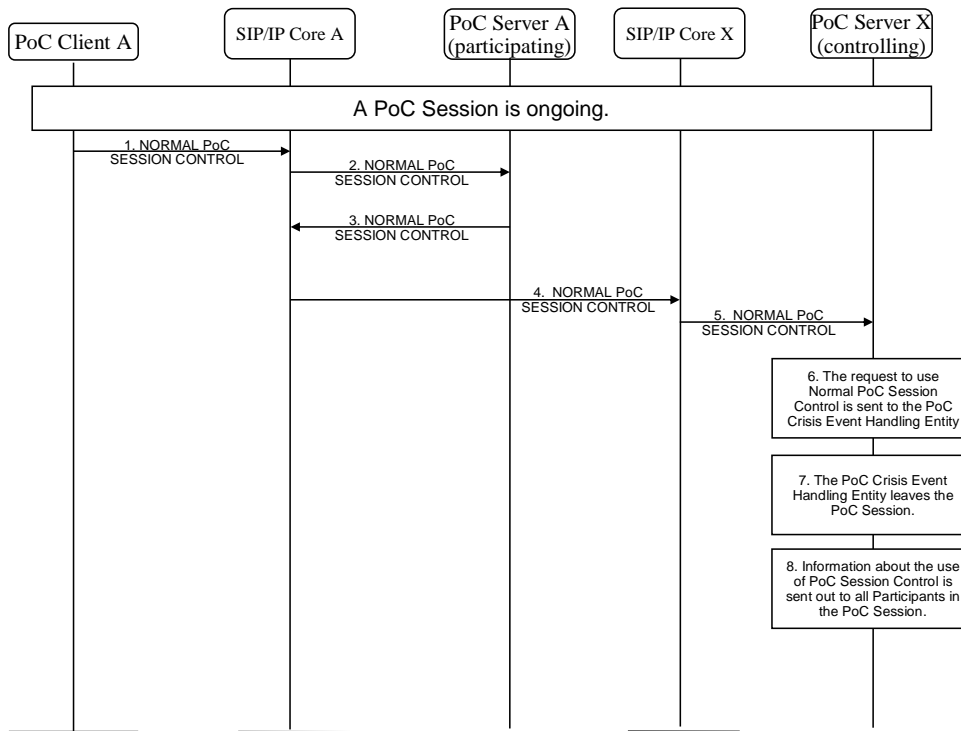 PoC Client A
SIP/IP Core A
PoC Server A
(participating)
SIP/IP Core X
PoC Server X
(controlling)
A PoC Session is ongoing.
1. NORMAL PoC
SESSION CONTROL
2. NORMAL PoC
SESSION CONTROL
3. NORMAL PoC
SESSION CONTROL
4. NORMAL PoC
SESSION CONTROL
5. NORMAL PoC
SESSION CONTROL
6. The request to use
Normal PoC Session
Control is sent to the PoC
Crisis Event Handling Entity
7. The PoC Crisis Event
Handling Entity leaves the
PoC Session.
8. Information about the use
of PoC Session Control is
sent out to all Participants in
the PoC Session.